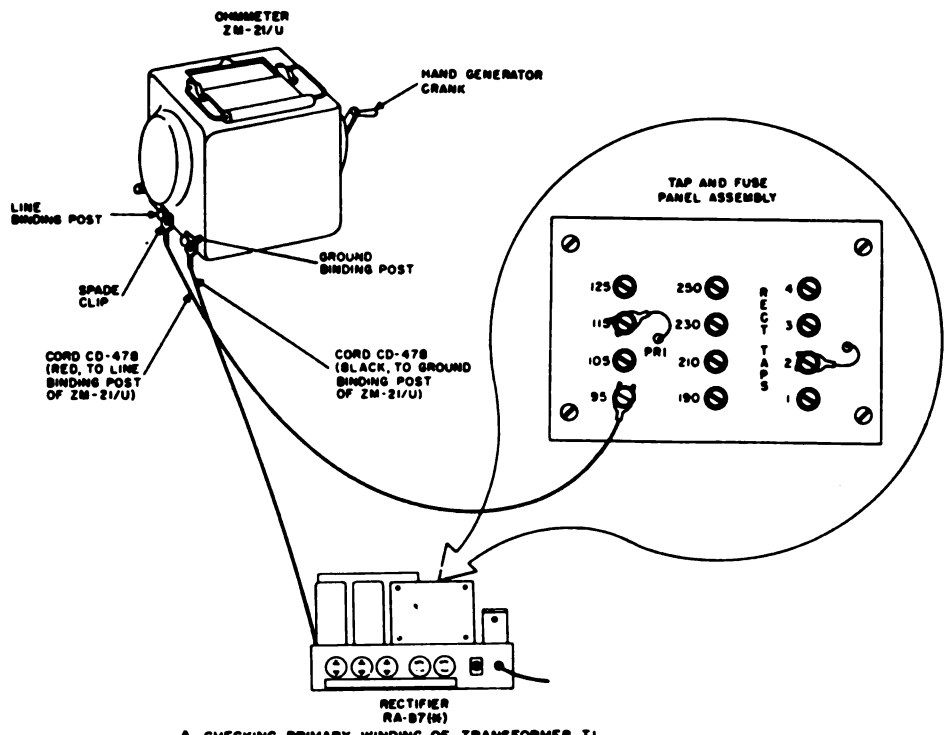 OHMMETER
ZM-21/U
HAND GENERATOR
CRANK
LINE
BINDING POST
GROUND
BINDING POST
SPADE
CLIP
CORD CD-478
(RED, TO LINE
BINDING POST
OF ZM-21/U)
CORD CD-478
(BLACK, TO GROUND
BINDING POST
OF ZM-21/U)
TAP AND FUSE
PANEL ASSEMBLY
125
250
4
115
230
3
PRI
105
210
2
95
190
1
RECT TAPS
RECTIFIER
RA-87
A. CHECKING PRIMARY WINDING OF TRANSFORMER T1